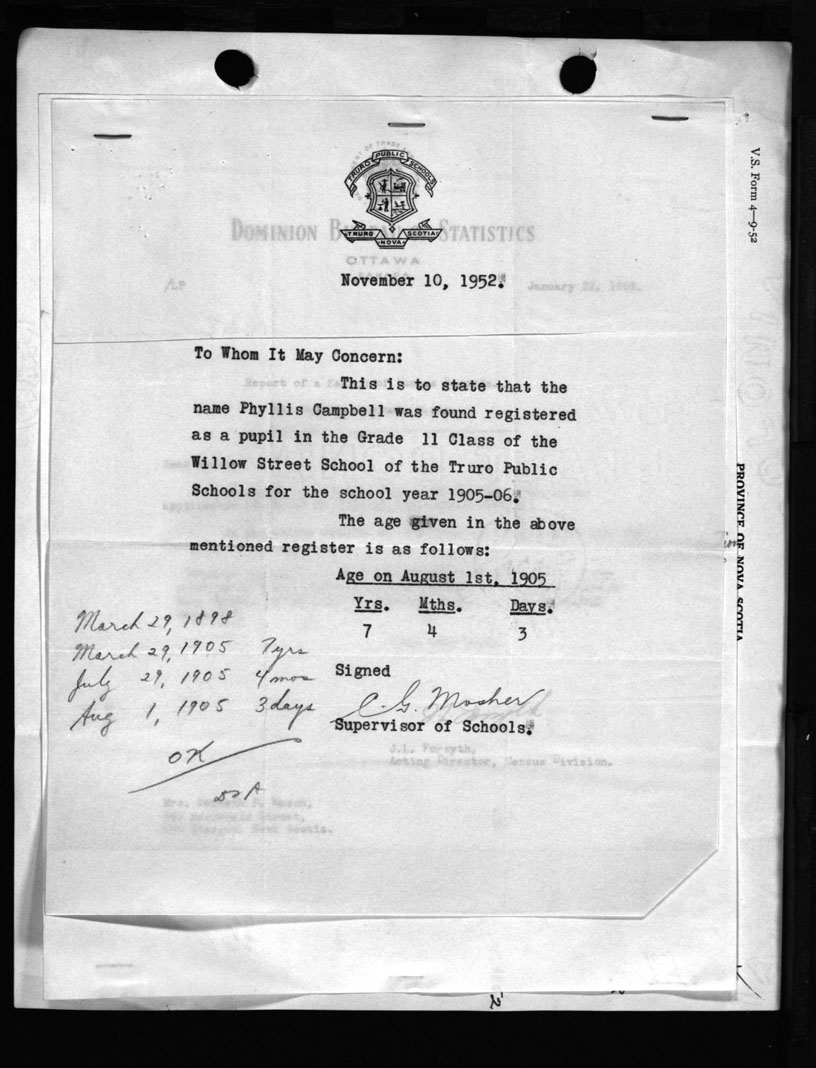 TRURO PUBLIC SCHOOLS
TRURO NOVA SCOTIA
DOMINION BUREAU OF STATISTICS
OTTAWA
November 10, 1952.
V.S. Form 4—9-52
To Whom It May Concern:
This is to state that the
name Phyllis Campbell was found registered
as a pupil in the Grade 11 Class of the
Willow Street School of the Truro Public
Schools for the school year 1905-06.
The age given in the above
mentioned register is as follows:
Age on August 1st, 1905
Yrs. Mths. Days.
7 4 3
March 29, 1898
March 29, 1905 7yrs
July 29, 1905 4mos
Aug 1, 1905 3days
OK
Signed
C. G. Mosher
Supervisor of Schools.
J.L. Forsyth,
Acting Director, Census Division.
PROVINCE OF NOVA SCOTIA